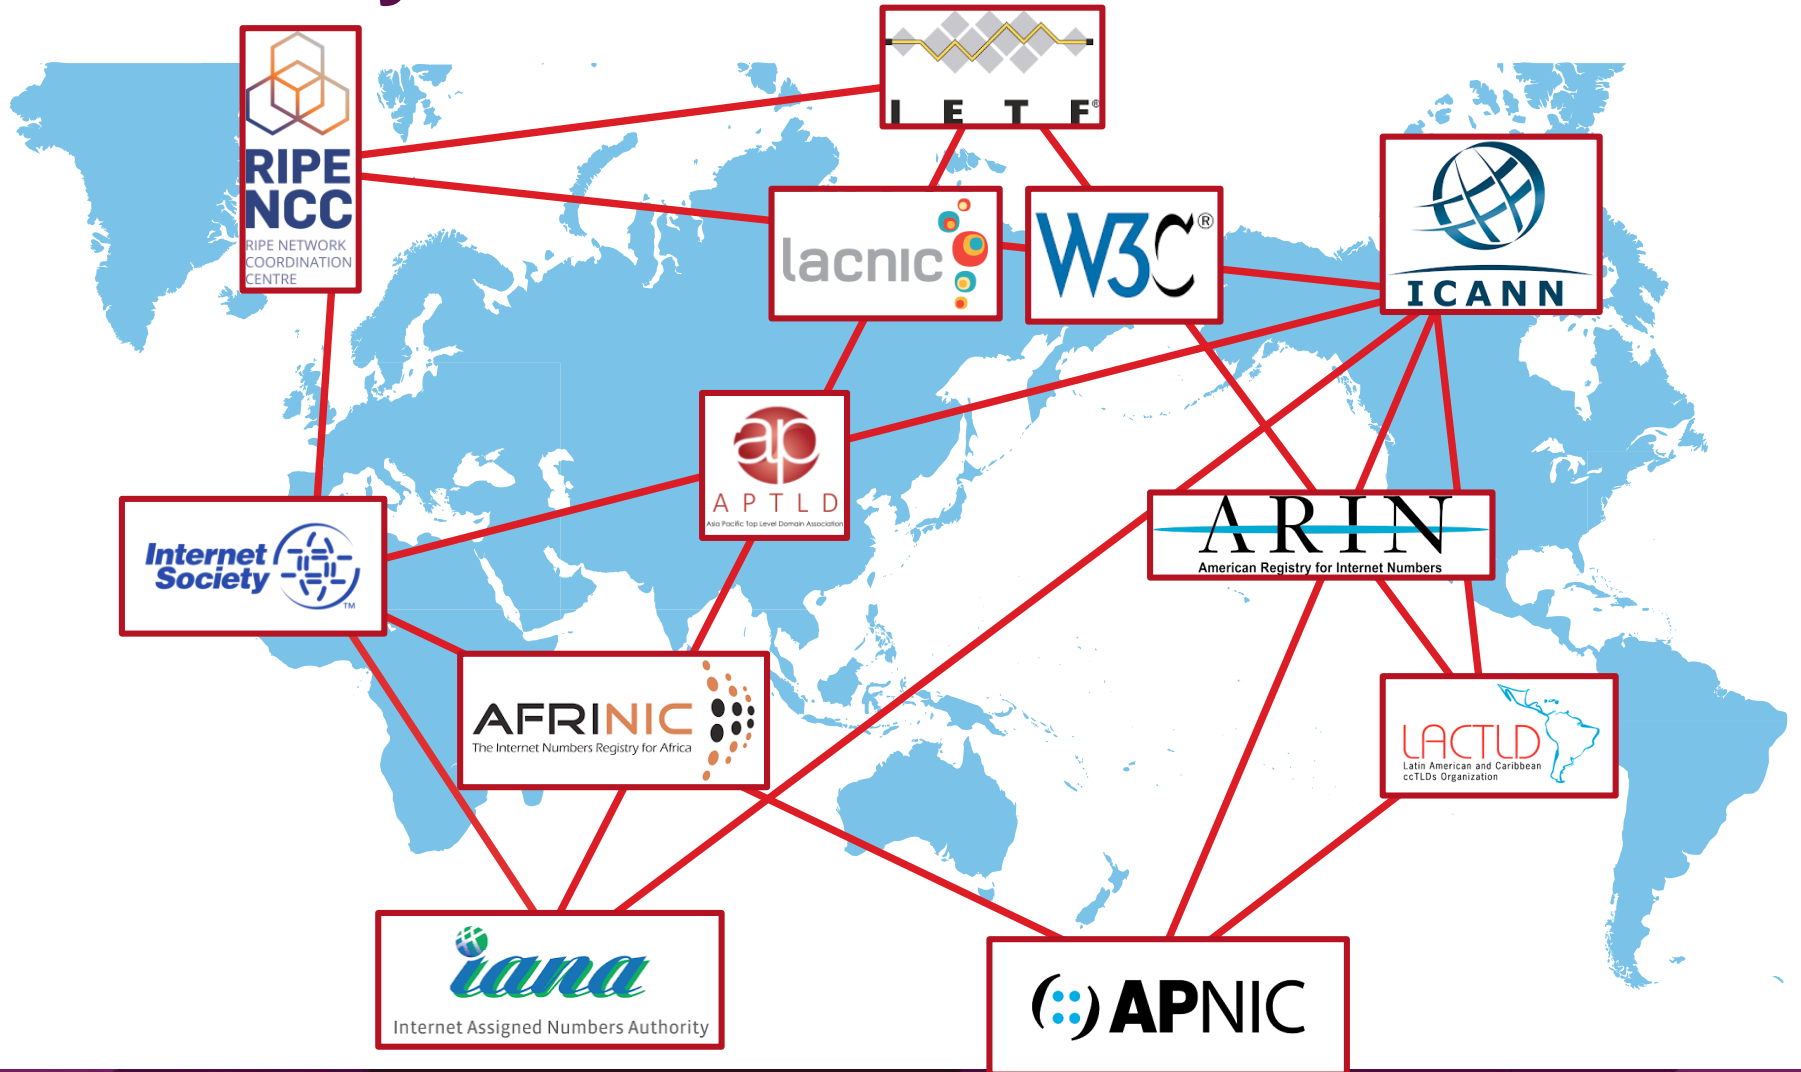 I E T F®
RIPE
NCC
RIPE NETWORK
COORDINATION
CENTRE
lacnic
W3C®
ICANN
ap
APTLD
Asia Pacific Top Level Domain Association
Internet
Society
TM
ARIN
American Registry for Internet Numbers
AFRINIC
The Internet Numbers Registry for Africa
LACTLD
Latin American and Caribbean
ccTLDs Organization
iana
Internet Assigned Numbers Authority
APNIC